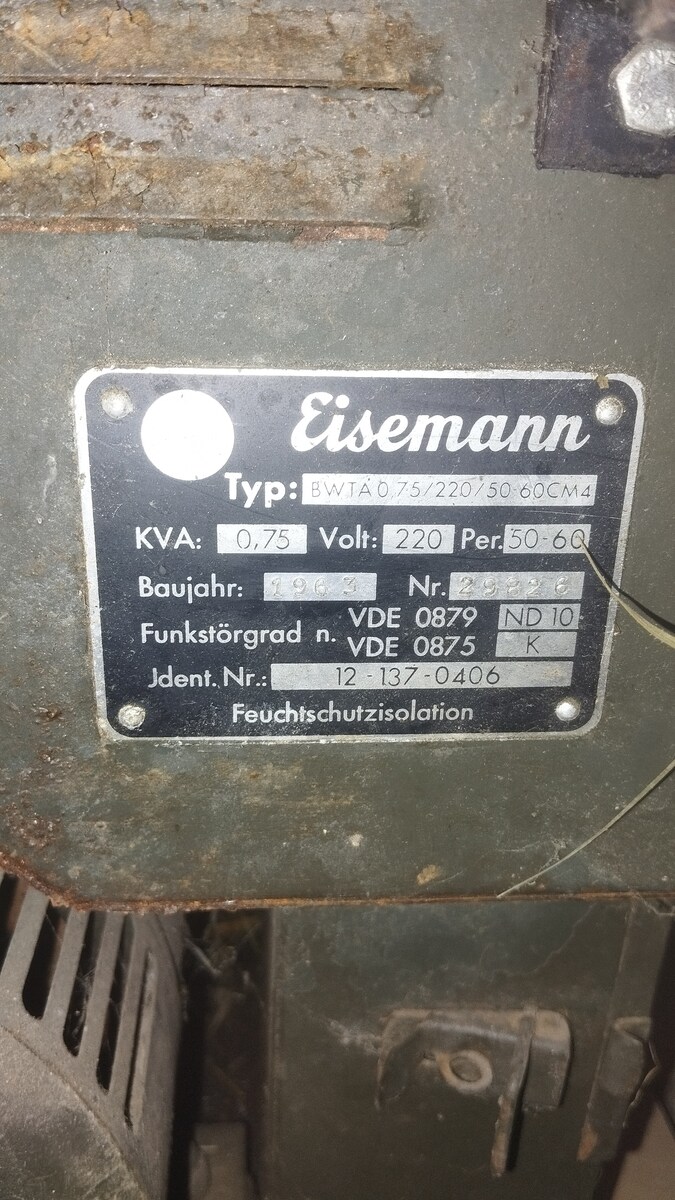 Eisemann
Typ: BWTA 0,75/220/50-60CM4
KVA: 0,75 Volt: 220 Per. 50-60
Baujahr: 1963 Nr. 29826
Funkstörgrad n. VDE 0879 ND 10
VDE 0875 K
Jdent. Nr.: 12-137-0406
Feuchtschutzisolation